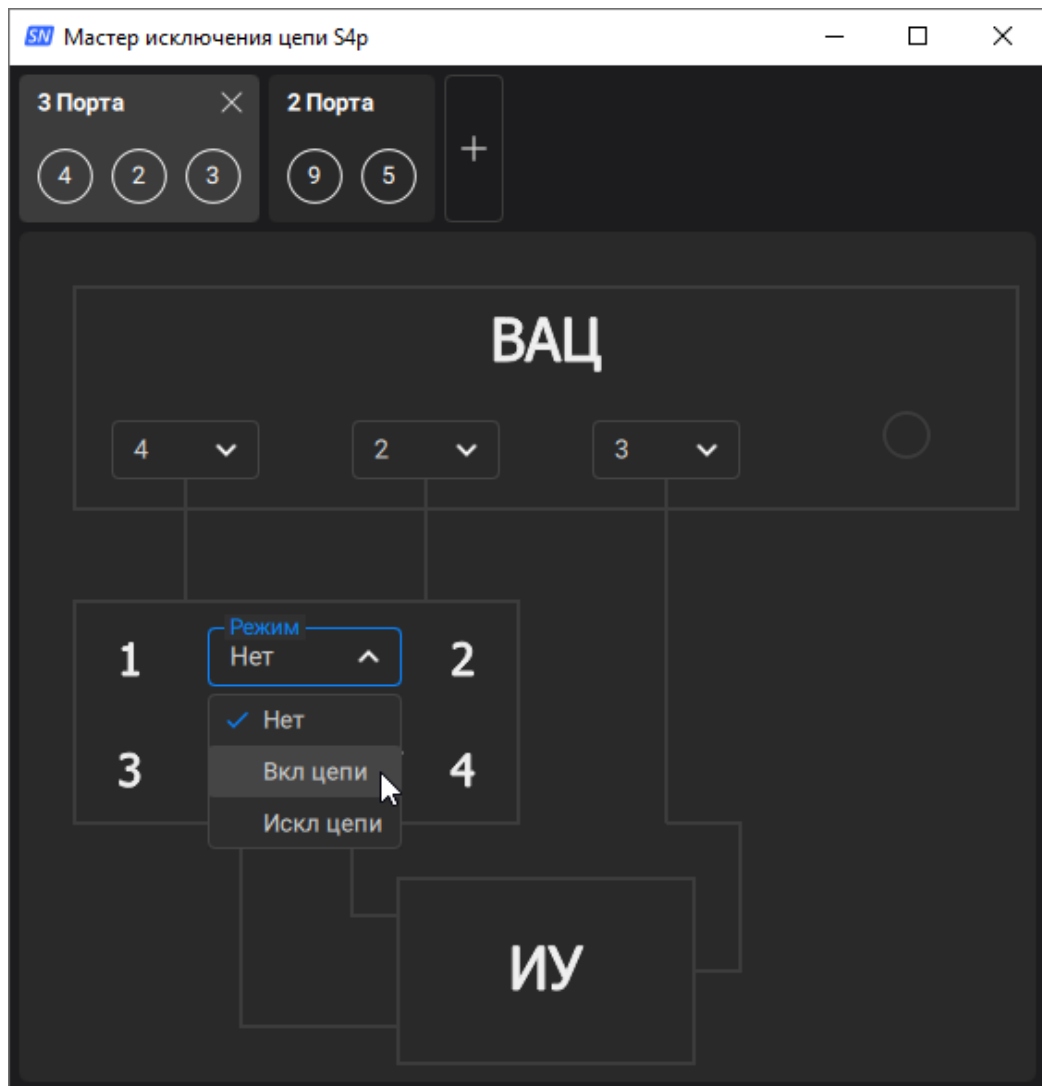 SN Мастер исключения цепи S4p
3 Порта
2 Порта
4 2 3
9 5
ВАЦ
4 2 3
Режим
1 Нет 2
Нет
3 Вкл цепи 4
Искл цепи
ИУ